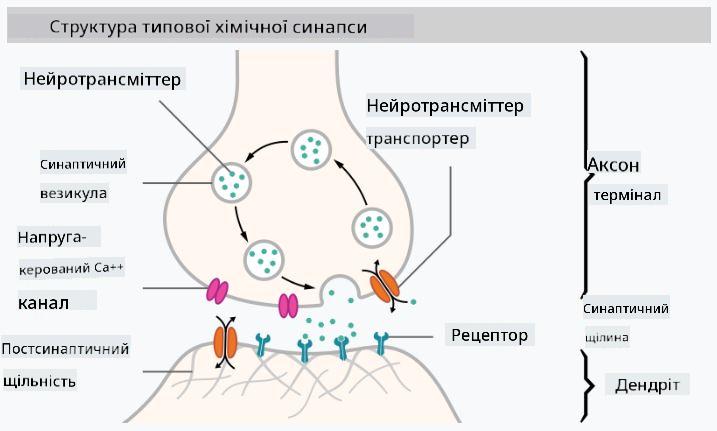 Структура типової хімічної синапси
Нейротрансміттер
Нейротрансміттер
транспортер
Синаптичний
везикула
Аксон
термінал
Напруга-
керований Ca++
канал
Синаптичний
щілина
Рецептор
Постсинаптичний
щільність
Дендріт